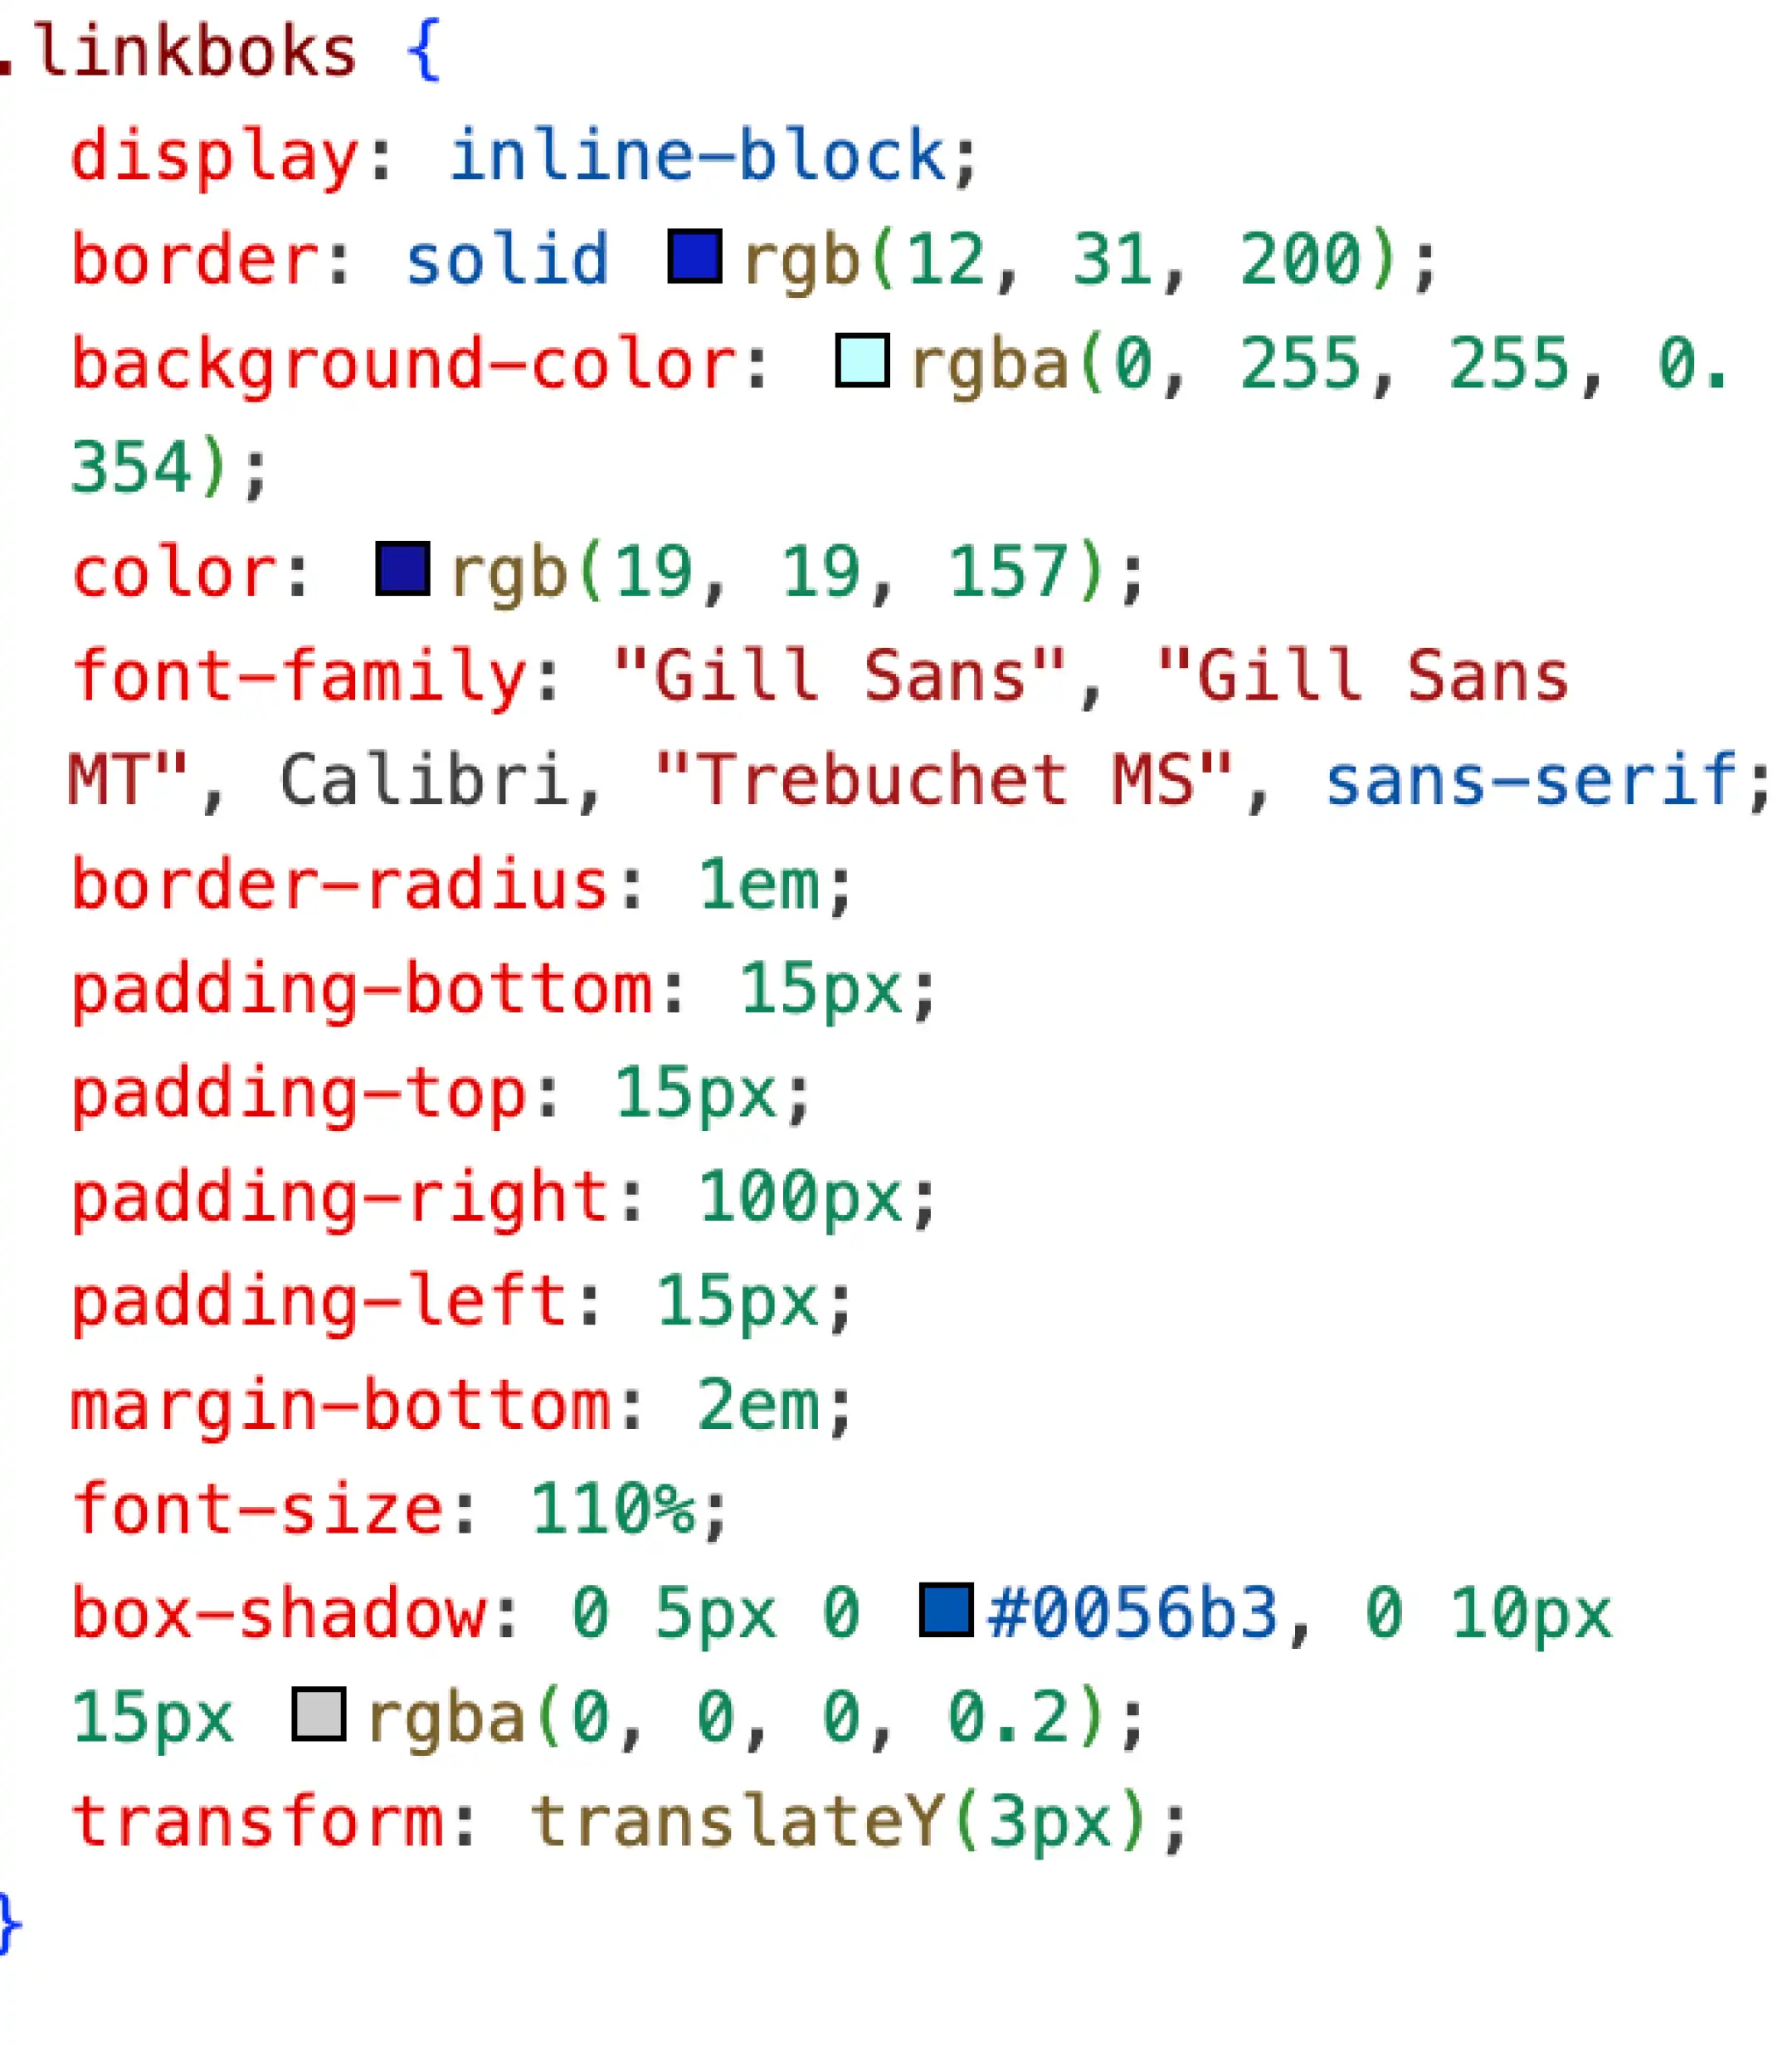 .linkboks {
display: inline-block;
border: solid rgb(12, 31, 200);
background-color: rgba(0, 255, 255, 0.
354);
color: rgb(19, 19, 157);
font-family: "Gill Sans", "Gill Sans
MT", Calibri, "Trebuchet MS", sans-serif;
border-radius: 1em;
padding-bottom: 15px;
padding-top: 15px;
padding-right: 100px;
padding-left: 15px;
margin-bottom: 2em;
font-size: 110%;
box-shadow: 0 5px 0 #0056b3, 0 10px
15px rgba(0, 0, 0, 0.2);
transform: translateY(3px);
}